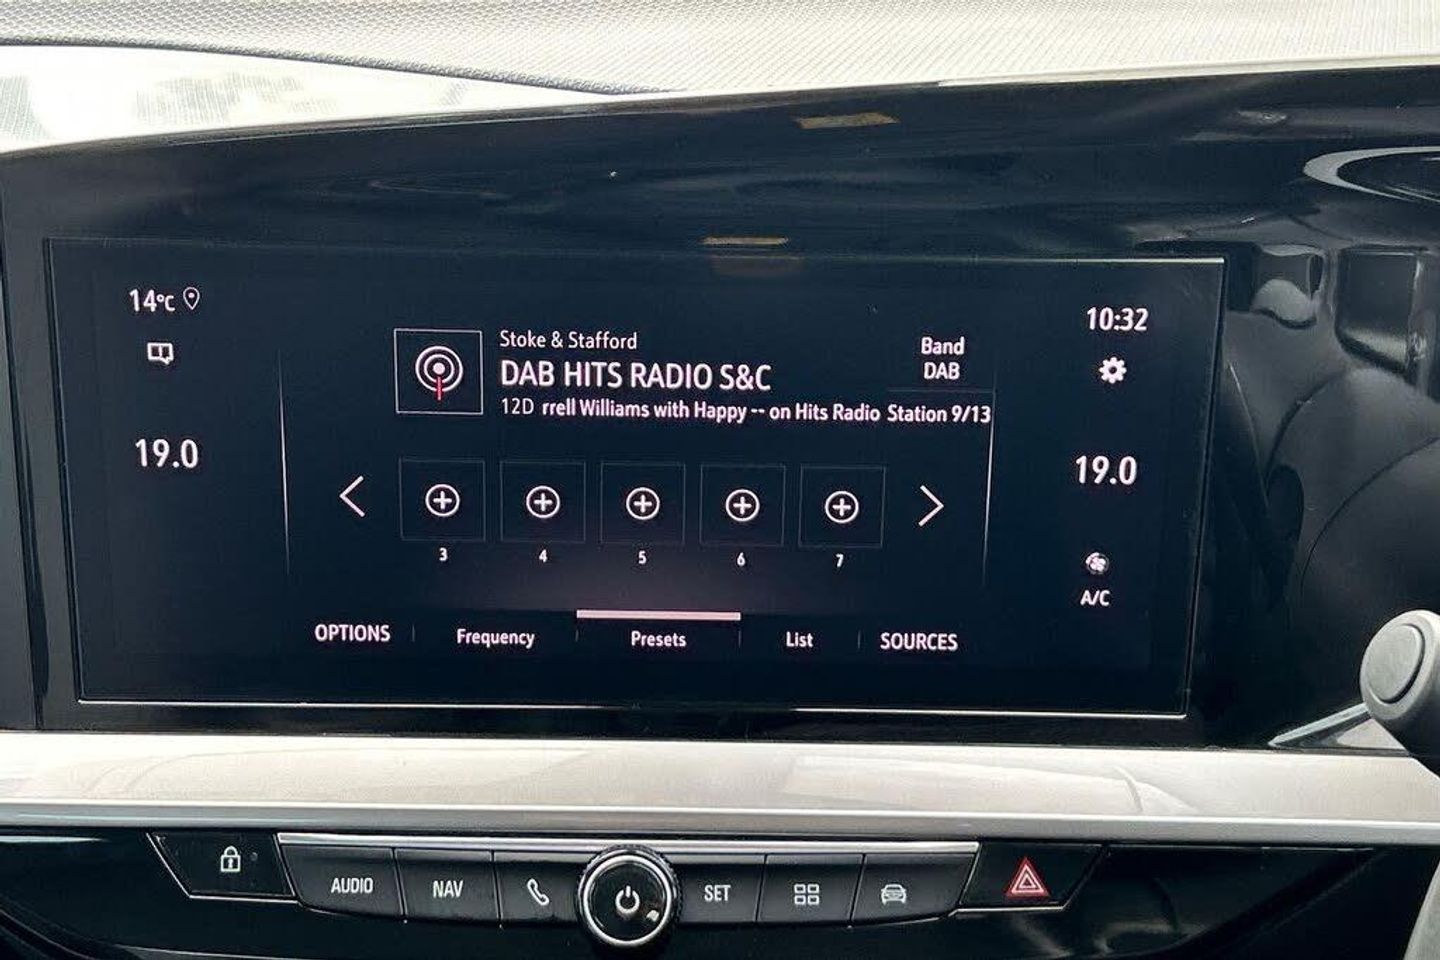 14°C
19.0
Stoke & Stafford
DAB HITS RADIO S&C
12D rrell Williams with Happy -- on Hits Radio Station 9/13
Band
DAB
10:32
19.0
A/C
3 4 5 6 7
OPTIONS Frequency Presets List SOURCES
AUDIO NAV SET